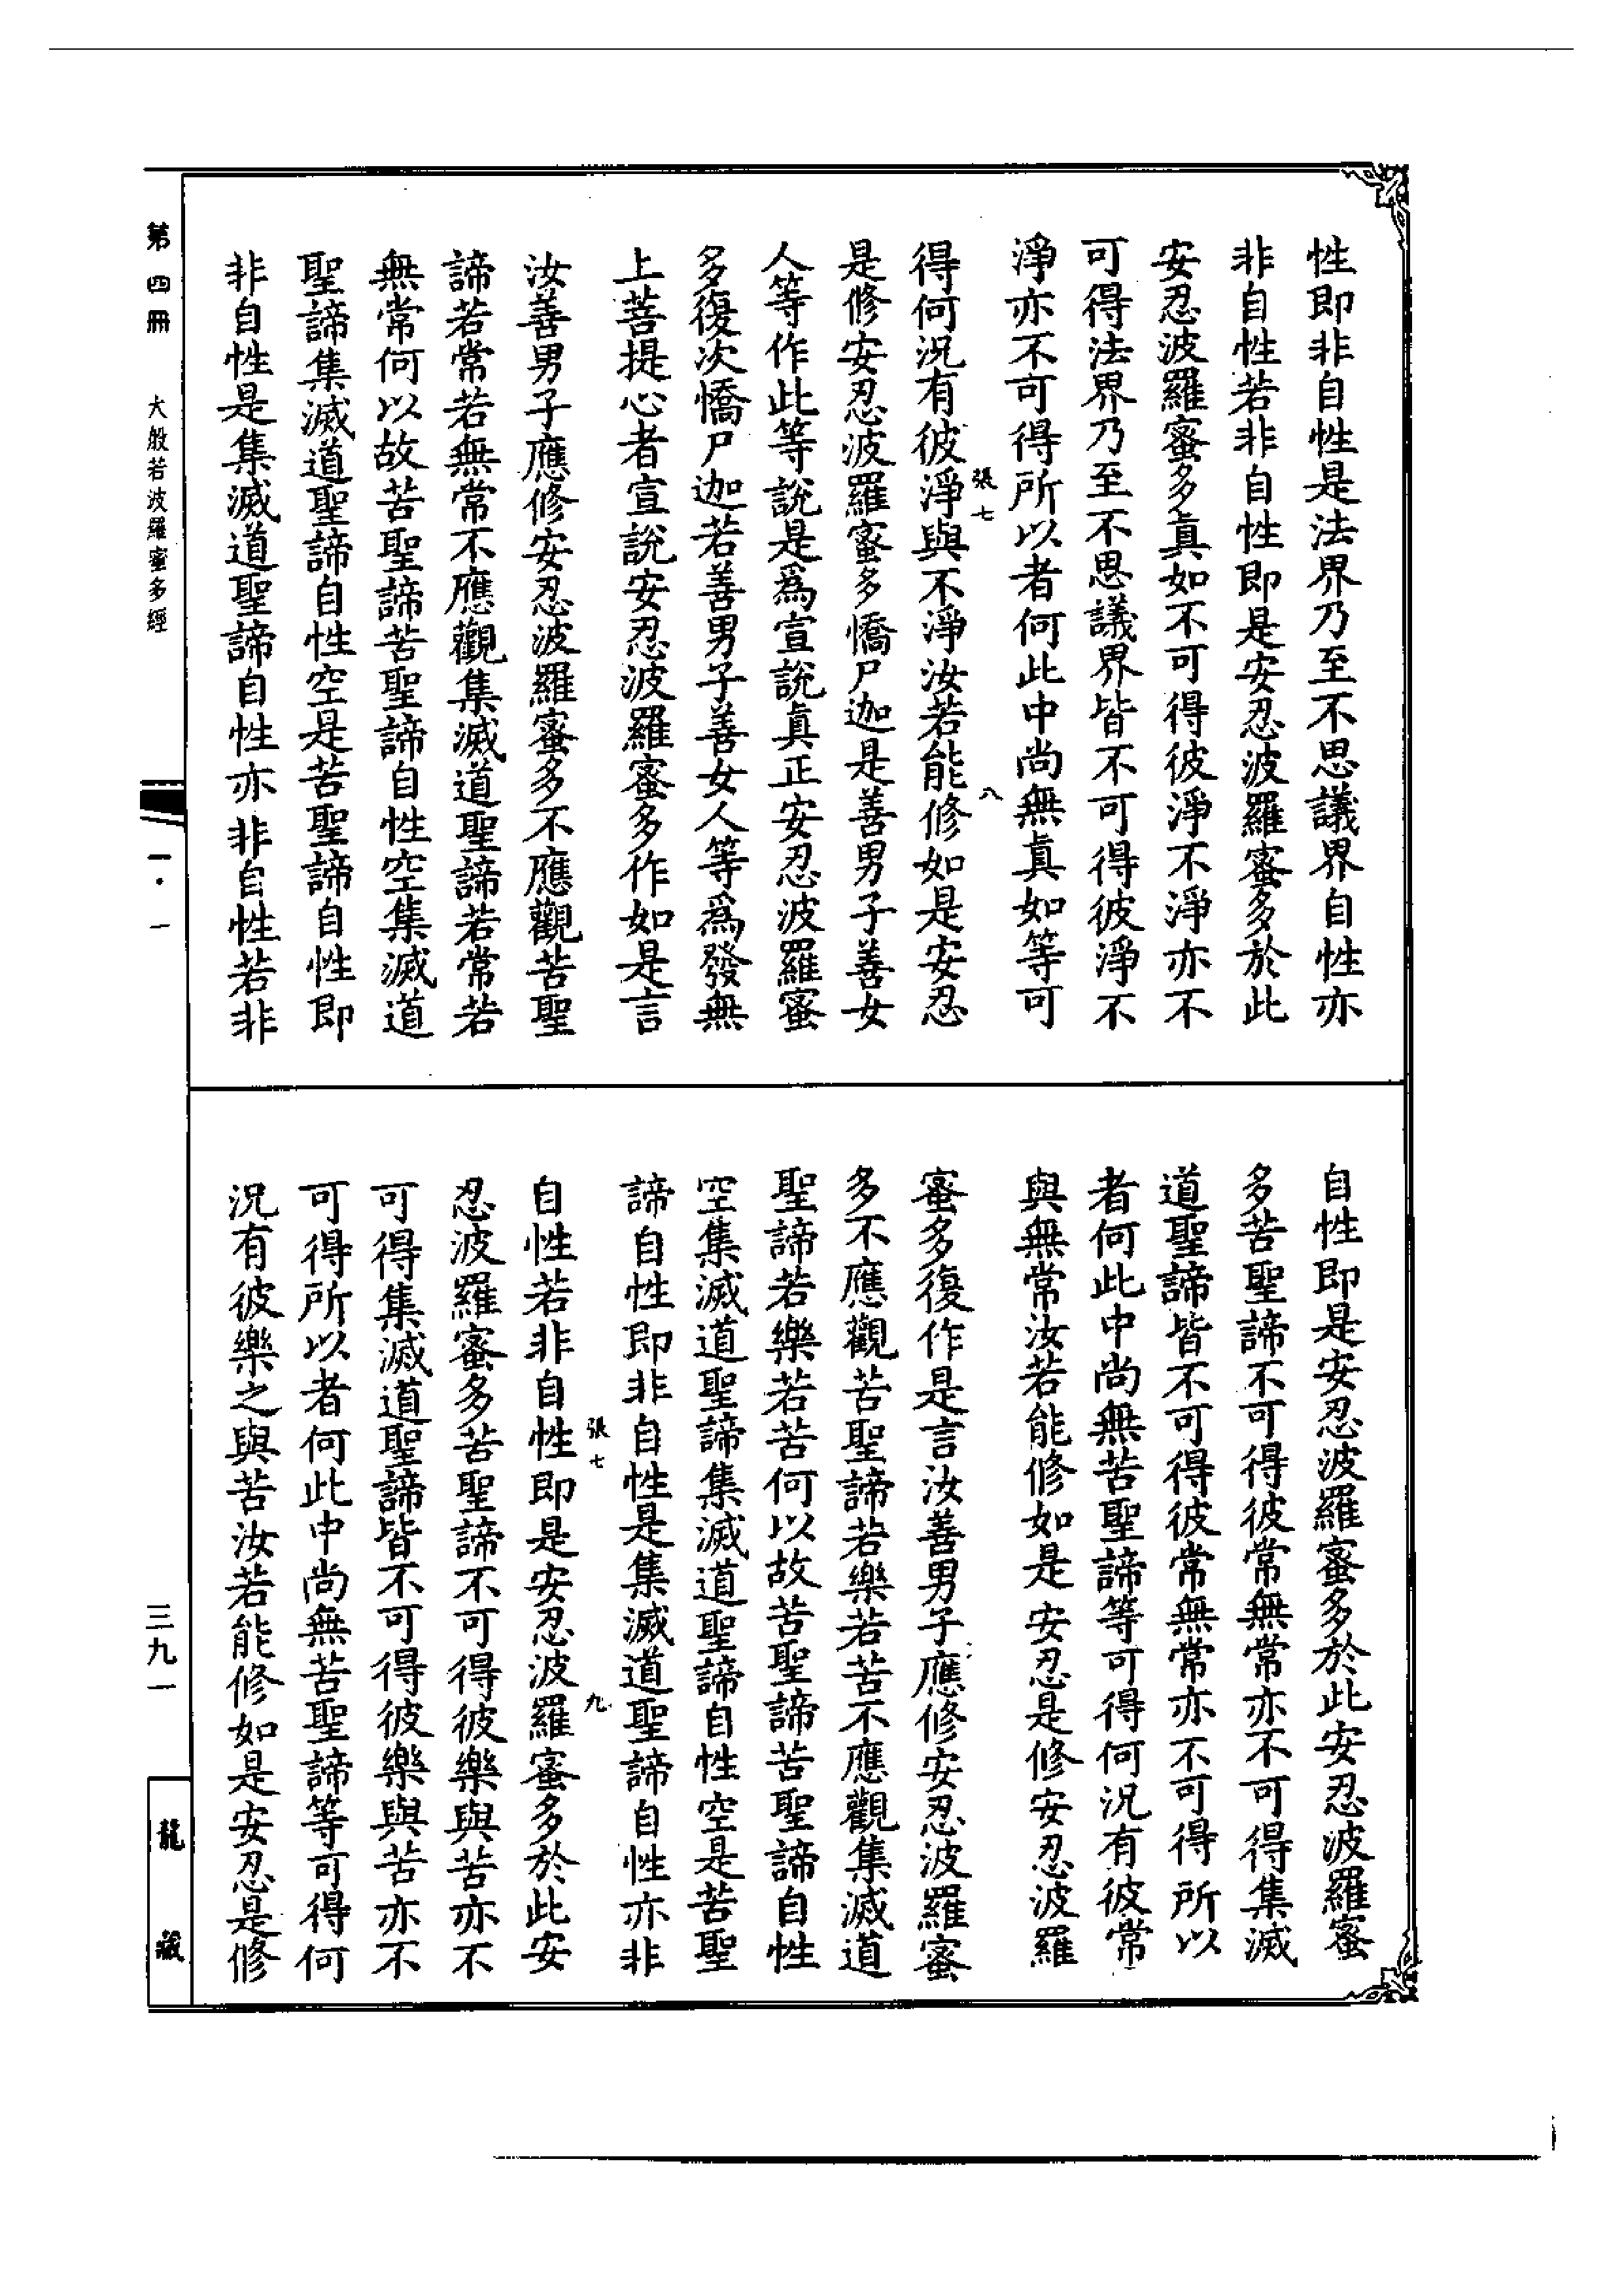 性即非自性是法界乃至不思議界自性亦
非自性若非自性即是安忍波羅蜜多於此
安忍波羅蜜多真如不可得彼淨不淨亦不
可得法界乃至不思議界皆不可得彼淨不
淨亦不可得所以者何此中尚無真如等可
張七 八
得何況有彼淨與不淨汝若能修如是安忍
是修安忍波羅蜜多憍尸迦是善男子善女
人等作此等說是為宣說真正安忍波羅蜜
多復次憍尸迦若善男子善女人等為發無
上菩提心者宣說安忍波羅蜜多作如是言
汝善男子應修安忍波羅蜜多不應觀苦聖
諦若常若無常不應觀集滅道聖諦若常若
無常何以故苦聖諦苦聖諦自性空集滅道
聖諦集滅道聖諦自性空是苦聖諦自性即
非自性是集滅道聖諦自性亦非自性若非
自性即是安忍波羅蜜多於此安忍波羅蜜
多苦聖諦不可得彼常無常亦不可得集滅
道聖諦皆不可得彼常無常亦不可得所以
者何此中尚無苦聖諦等可得何況有彼常
與無常汝若能修如是安忍是修安忍波羅
蜜多復作是言汝善男子應修安忍波羅蜜
多不應觀苦聖諦若樂若苦不應觀集滅道
聖諦若樂若苦何以故苦聖諦苦聖諦自性
空集滅道聖諦集滅道聖諦自性空是苦聖
諦自性即非自性是集滅道聖諦自性亦非
張七 九
自性若非自性即是安忍波羅蜜多於此安
忍波羅蜜多苦聖諦不可得彼樂與苦亦不
可得集滅道聖諦皆不可得彼樂與苦亦不
可得所以者何此中尚無苦聖諦等可得何
況有彼樂之與苦汝若能修如是安忍是修
第四冊 大般若波羅蜜多經 一·一 三九一 龍藏